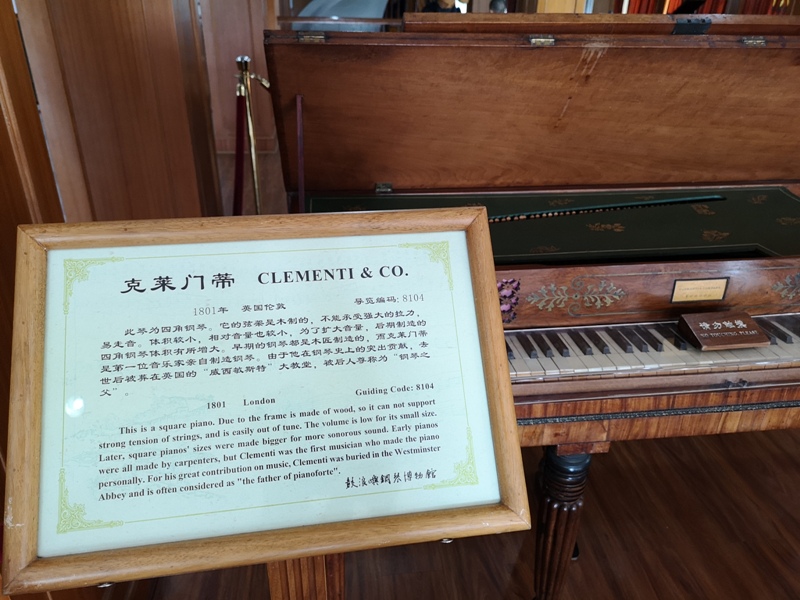 克莱门蒂 CLEMENTI & CO.
1801年 英国伦敦 导览编码: 8104
此琴为四角钢琴。它的弦架是木制的，不能承受强大的拉力，
易走音。体积较小，相对音量也较小，为了扩大音量，后期制造的
四角钢琴体积有所增大。早期的钢琴都是木匠制造的，而克莱门蒂
是第一位音乐家亲自制造钢琴。由于他在钢琴史上的突出贡献，去
世后被葬在英国的“威西敏斯特”大教堂，被后人尊称为“钢琴之
父”。
1801 London Guiding Code: 8104
This is a square piano. Due to the frame is made of wood, so it can not support
strong tension of strings, and is easily out of tune. The volume is low for its small size.
Later, square pianos' sizes were made bigger for more sonorous sound. Early pianos
were all made by carpenters, but Clementi was the first musician who made the piano
personally. For his great contribution on music, Clementi was buried in the Westminster
Abbey and is often considered as "the father of pianoforte".
鼓浪嶼鋼琴博物館
请勿触摸
NO TOUCHING PLEASE